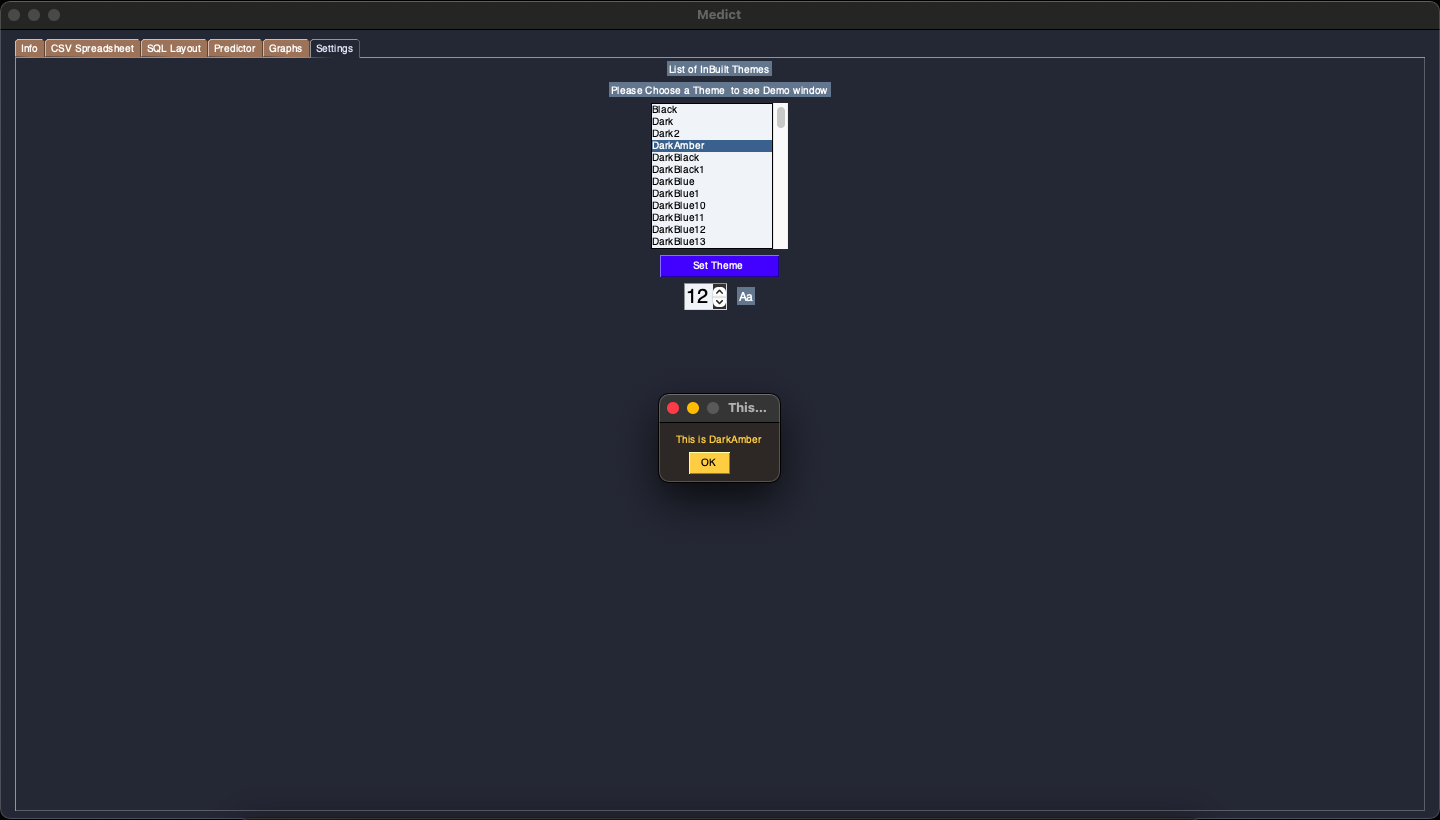 Medict
Info CSV Spreadsheet SQL Layout Predictor Graphs Settings
List of InBuilt Themes
Please Choose a Theme  to see Demo window
Black
Dark
Dark2
DarkAmber
DarkBlack
DarkBlack1
DarkBlue
DarkBlue1
DarkBlue10
DarkBlue11
DarkBlue12
DarkBlue13
Set Theme
12 Aa
This...
This is DarkAmber
OK